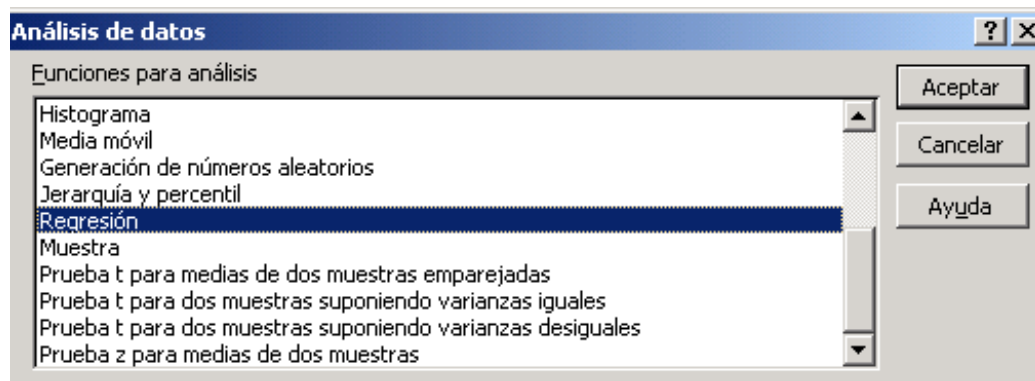 Análisis de datos
Funciones para análisis
Histograma
Media móvil
Generación de números aleatorios
Jerarquía y percentil
Regresión
Muestra
Prueba t para medias de dos muestras emparejadas
Prueba t para dos muestras suponiendo varianzas iguales
Prueba t para dos muestras suponiendo varianzas desiguales
Prueba z para medias de dos muestras
Aceptar
Cancelar
Ayuda